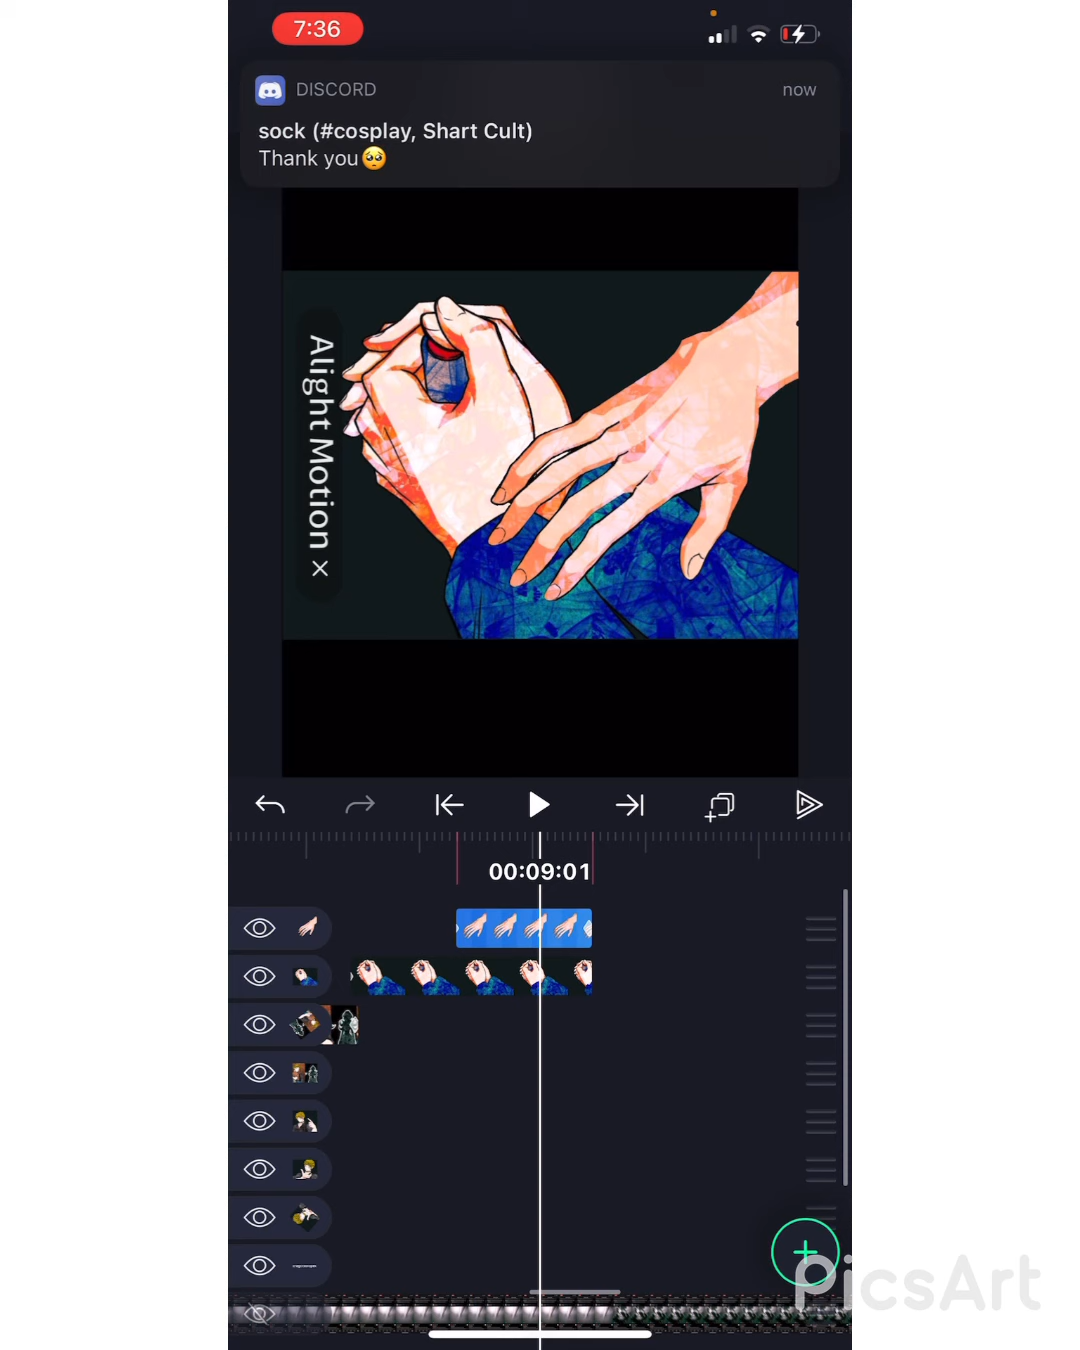 7:36
DISCORD
now
sock (#cosplay, Shart Cult)
Thank you🥺
Alight Motion ×
00:09:01
PicsArt